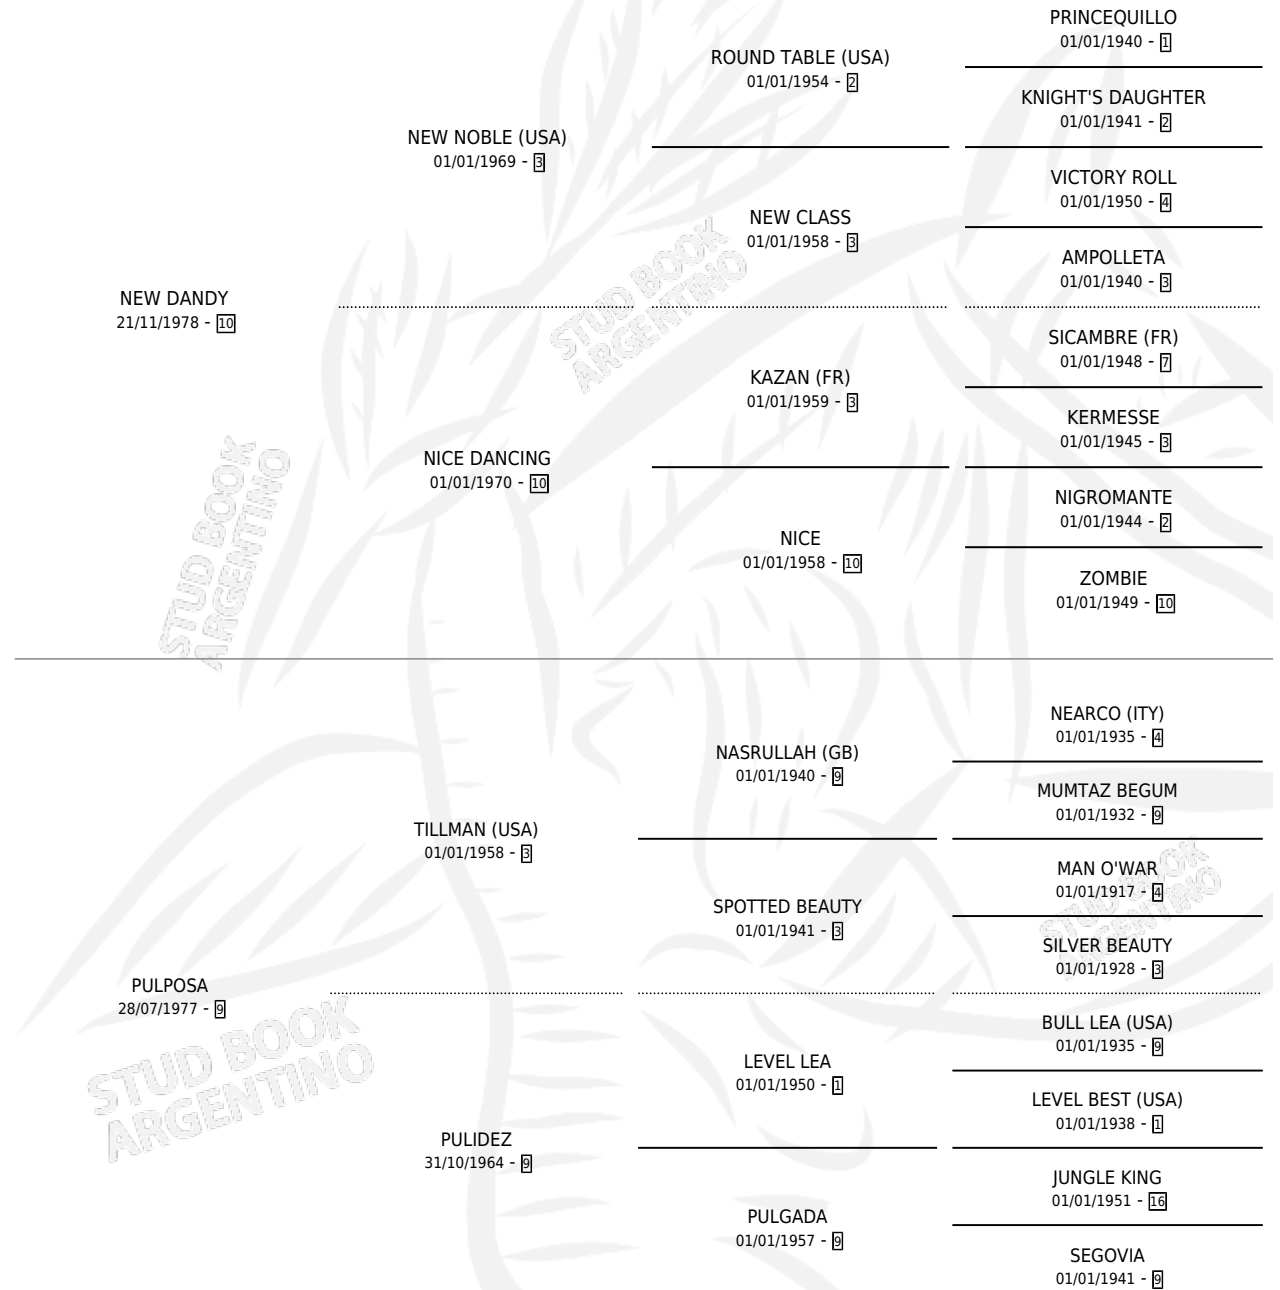 PRINCEQUILLO
01/01/1940 - 1
ROUND TABLE (USA)
01/01/1954 - 2
KNIGHT'S DAUGHTER
01/01/1941 - 2
NEW NOBLE (USA)
01/01/1969 - 3
VICTORY ROLL
01/01/1950 - 4
NEW CLASS
01/01/1958 - 3
AMPOLLETA
01/01/1940 - 3
NEW DANDY
21/11/1978 - 10
SICAMBRE (FR)
01/01/1948 - 7
KAZAN (FR)
01/01/1959 - 3
KERMESSE
01/01/1945 - 3
NICE DANCING
01/01/1970 - 10
NIGROMANTE
01/01/1944 - 2
NICE
01/01/1958 - 10
ZOMBIE
01/01/1949 - 10
NEARCO (ITY)
01/01/1935 - 4
NASRULLAH (GB)
01/01/1940 - 9
MUMTAZ BEGUM
01/01/1932 - 9
TILLMAN (USA)
01/01/1958 - 3
MAN O'WAR
01/01/1917 - 4
SPOTTED BEAUTY
01/01/1941 - 3
SILVER BEAUTY
01/01/1928 - 3
PULPOSA
28/07/1977 - 9
BULL LEA (USA)
01/01/1935 - 9
LEVEL LEA
01/01/1950 - 1
LEVEL BEST (USA)
01/01/1938 - 1
PULIDEZ
31/10/1964 - 9
JUNGLE KING
01/01/1951 - 16
PULGADA
01/01/1957 - 9
SEGOVIA
01/01/1941 - 9
STUD BOOK
ARGENTINO
STUD BOOK
ARGENTINO
STUD BOOK
ARGENTINO
STUD BOOK
ARGENTINO